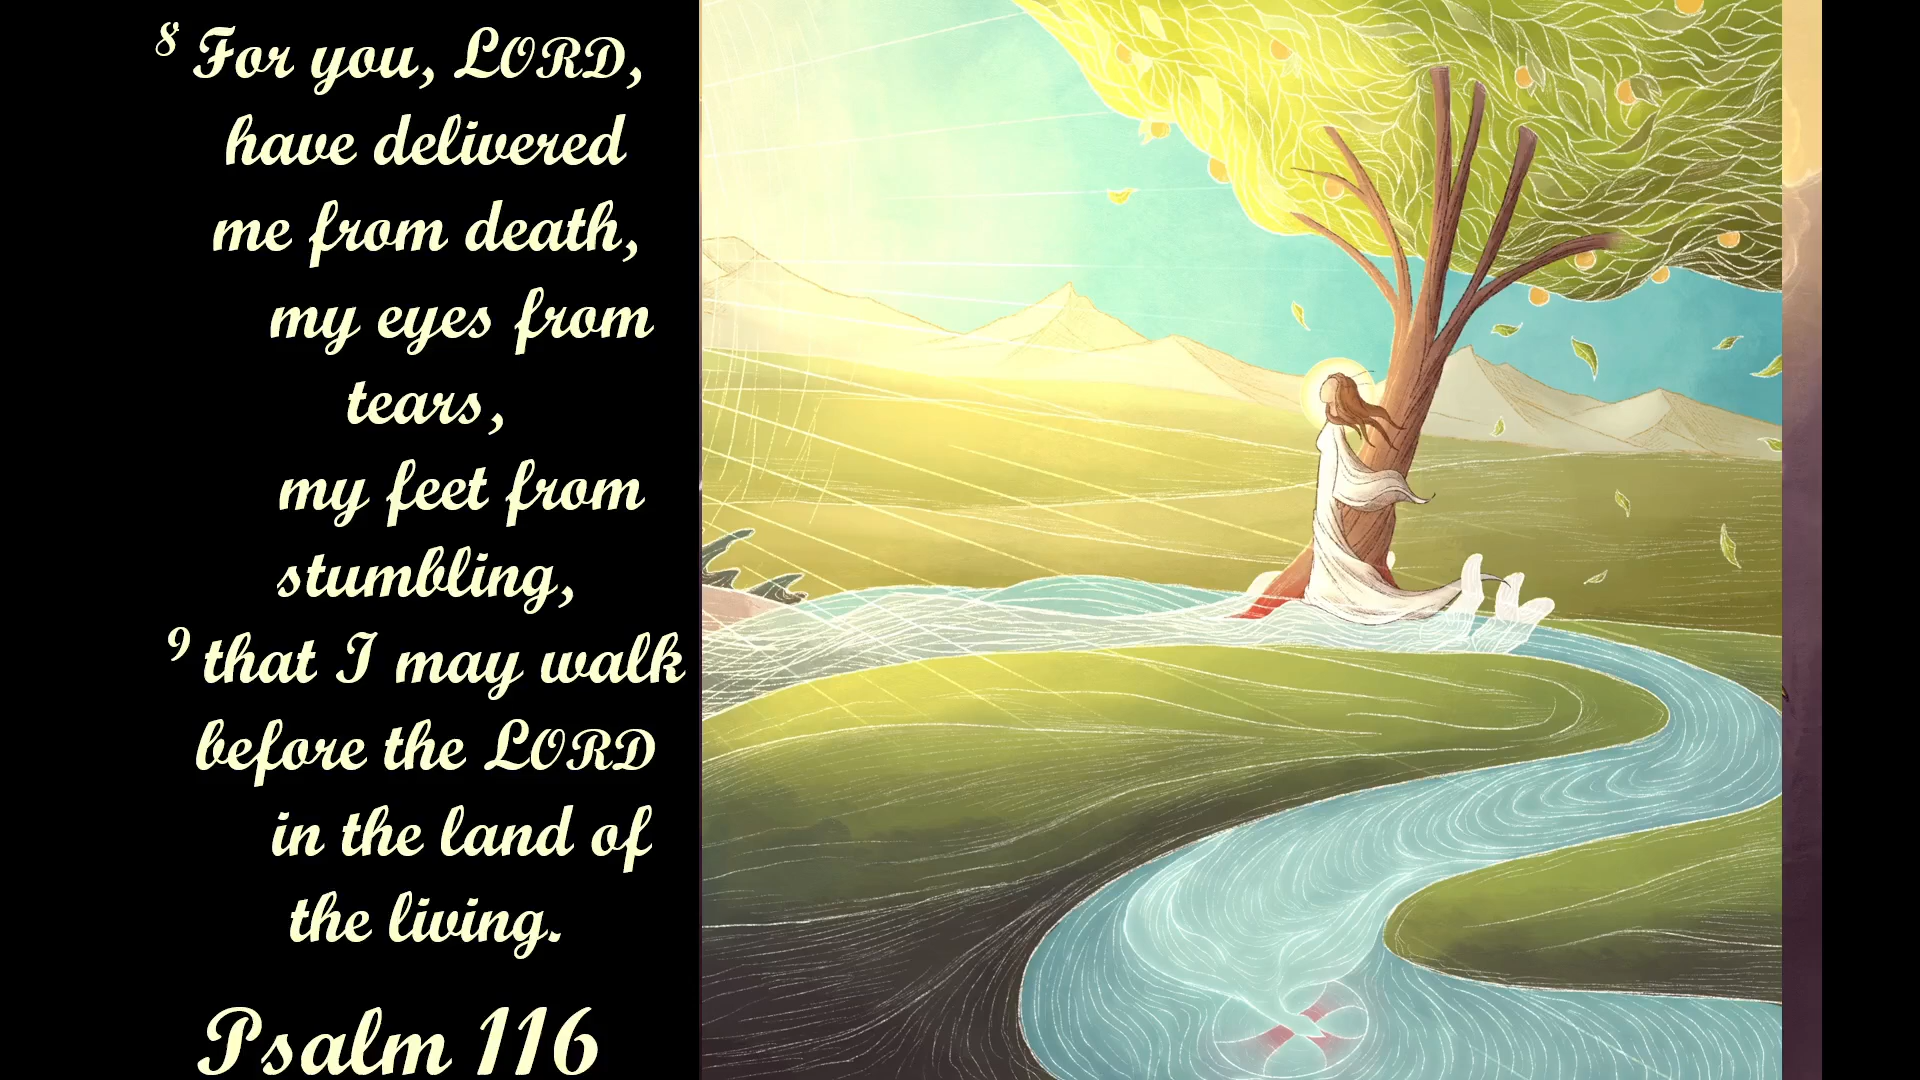 8 For you, LORD,
have delivered
me from death,
my eyes from
tears,
my feet from
stumbling,
9 that I may walk
before the LORD
in the land of
the living.
Psalm 116